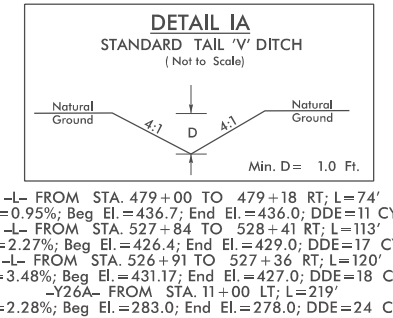 DETAIL IA
STANDARD TAIL 'V' DITCH
( Not to Scale)
Natural
Ground
4:1
D
4:1
Natural
Ground
Min. D= 1.0 Ft.
-L- FROM STA. 479+00 TO 479+18 RT; L=74'
=0.95%; Beg El.=436.7; End El.=436.0; DDE=11 CY
-L- FROM STA. 527+84 TO 528+41 RT; L=113'
=2.27%; Beg El.=426.4; End El.=429.0; DDE=17 CY
-L- FROM STA. 526+91 TO 527+36 RT; L=120'
=3.48%; Beg El.=431.17; End El.=427.0; DDE=18 C
-Y26A- FROM STA. 11+00 LT; L=219'
=2.28%; Beg El.=283.0; End El.=278.0; DDE=24 C